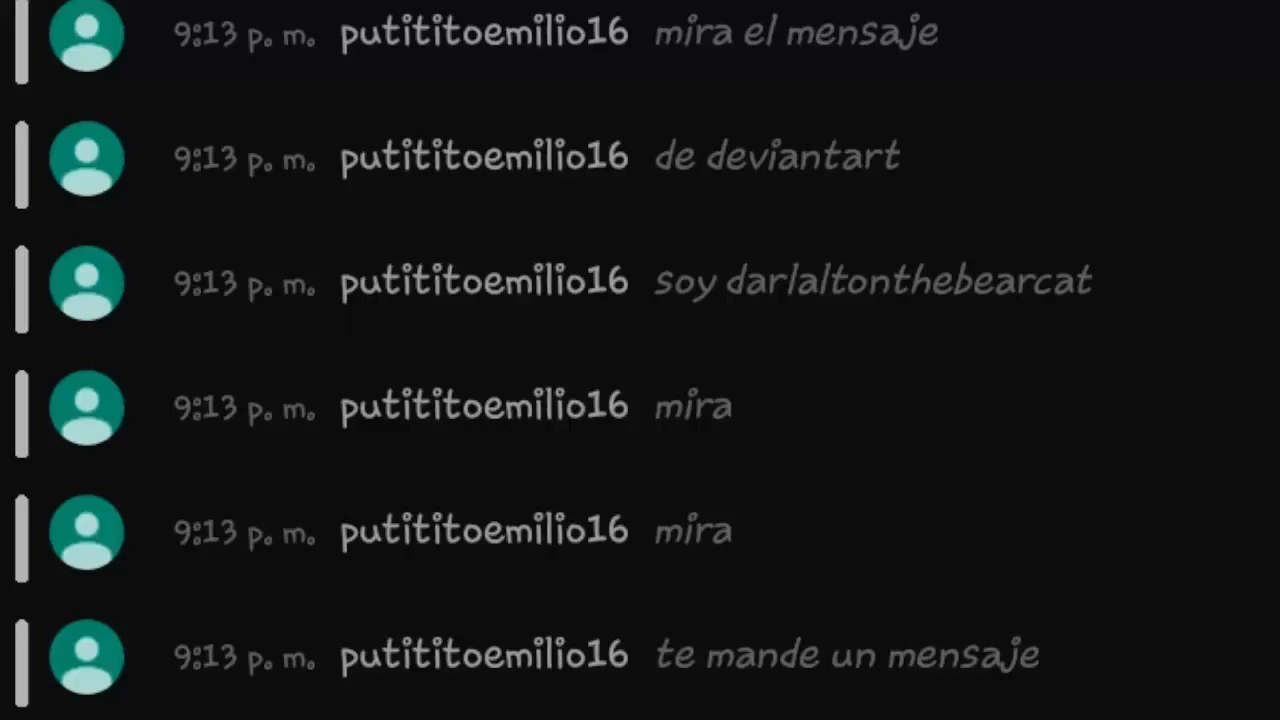 9:13 p. m. putititoemilio16 mira el mensaje
9:13 p. m. putititoemilio16 de deviantart
9:13 p. m. putititoemilio16 soy darlaltonthebearcat
9:13 p. m. putititoemilio16 mira
9:13 p. m. putititoemilio16 mira
9:13 p. m. putititoemilio16 te mande un mensaje